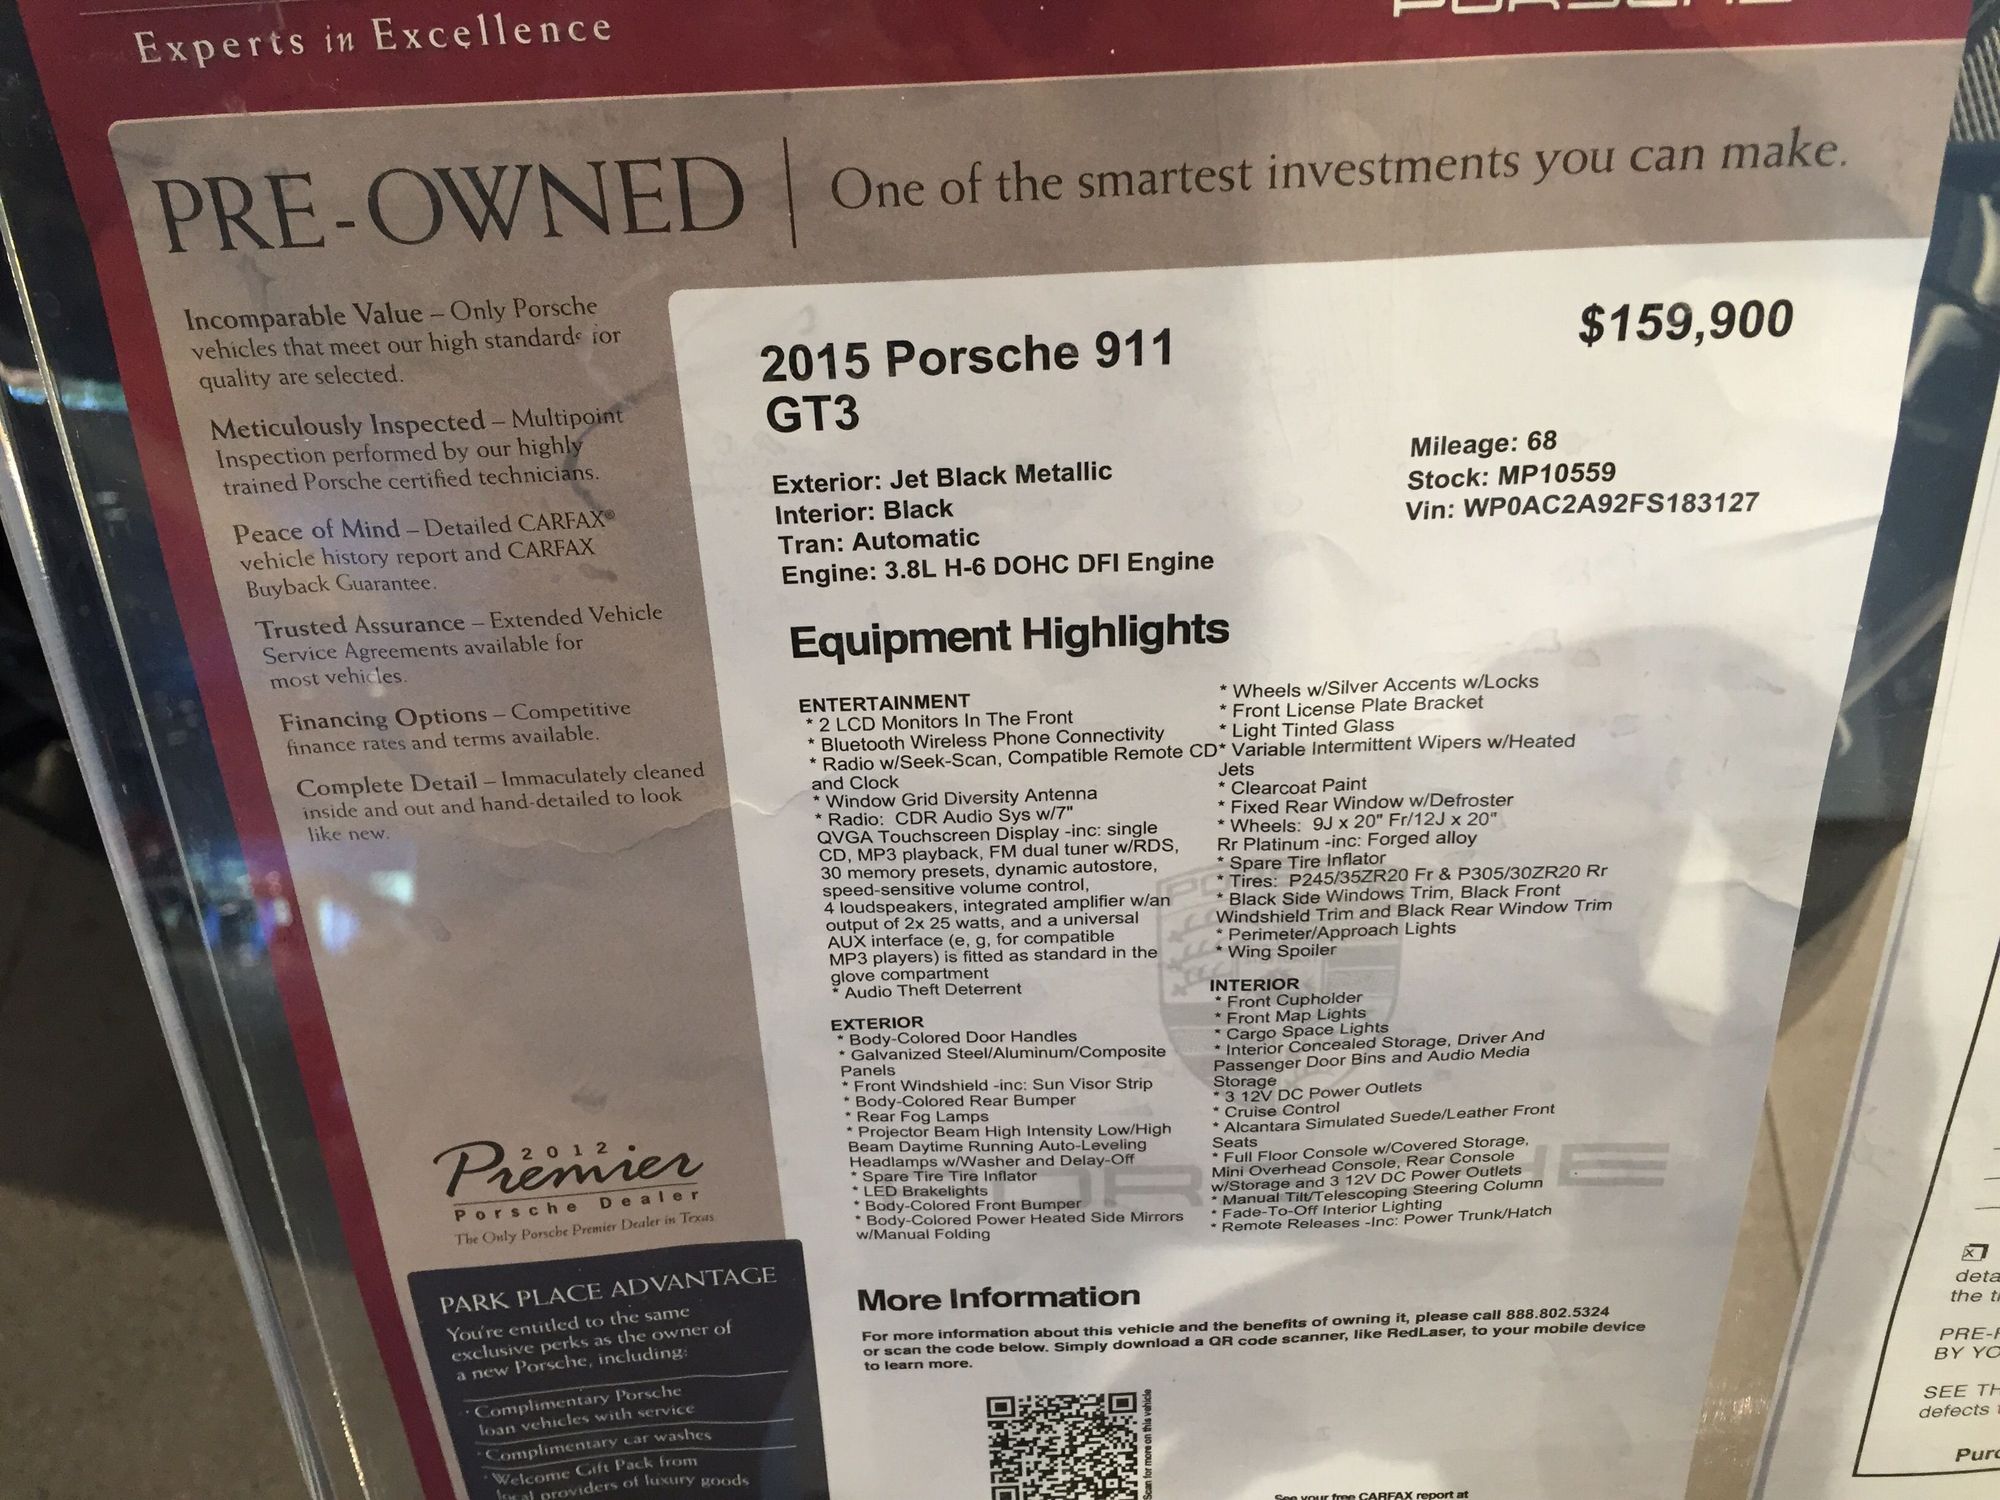 Experts in Excellence
PORSCHE
PRE-OWNED | One of the smartest investments you can make.
Incomparable Value – Only Porsche
vehicles that meet our high standards for
quality are selected.
Meticulously Inspected – Multipoint
Inspection performed by our highly
trained Porsche certified technicians.
Peace of Mind – Detailed CARFAX®
vehicle history report and CARFAX
Buyback Guarantee.
Trusted Assurance – Extended Vehicle
Service Agreements available for
most vehicles.
Financing Options – Competitive
finance rates and terms available.
Complete Detail – Immaculately cleaned
inside and out and hand-detailed to look
like new.
2012
Premier
Porsche Dealer
The Only Porsche Premier Dealer in Texas
PARK PLACE ADVANTAGE
You're entitled to the same
exclusive perks as the owner of
a new Porsche, including:
· Complimentary Porsche
loan vehicles with service
· Complimentary car washes
· Welcome Gift Pack from
local providers of luxury goods
2015 Porsche 911
GT3
$159,900
Exterior: Jet Black Metallic
Interior: Black
Tran: Automatic
Engine: 3.8L H-6 DOHC DFI Engine
Mileage: 68
Stock: MP10559
Vin: WP0AC2A92FS183127
Equipment Highlights
ENTERTAINMENT
* 2 LCD Monitors In The Front
* Bluetooth Wireless Phone Connectivity
* Radio w/Seek-Scan, Compatible Remote CD
and Clock
* Window Grid Diversity Antenna
* Radio: CDR Audio Sys w/7"
QVGA Touchscreen Display -inc: single
CD, MP3 playback, FM dual tuner w/RDS,
30 memory presets, dynamic autostore,
speed-sensitive volume control,
4 loudspeakers, integrated amplifier w/an
output of 2x 25 watts, and a universal
AUX interface (e, g, for compatible
MP3 players) is fitted as standard in the
glove compartment
* Audio Theft Deterrent
EXTERIOR
* Body-Colored Door Handles
* Galvanized Steel/Aluminum/Composite
Panels
* Front Windshield -inc: Sun Visor Strip
* Body-Colored Rear Bumper
* Rear Fog Lamps
* Projector Beam High Intensity Low/High
Beam Daytime Running Auto-Leveling
Headlamps w/Washer and Delay-Off
* Spare Tire Tire Inflator
* LED Brakelights
* Body-Colored Front Bumper
* Body-Colored Power Heated Side Mirrors
w/Manual Folding
* Wheels w/Silver Accents w/Locks
* Front License Plate Bracket
* Light Tinted Glass
* Variable Intermittent Wipers w/Heated
Jets
* Clearcoat Paint
* Fixed Rear Window w/Defroster
* Wheels: 9J x 20" Fr/12J x 20"
Rr Platinum -inc: Forged alloy
* Spare Tire Inflator
* Tires: P245/35ZR20 Fr & P305/30ZR20 Rr
* Black Side Windows Trim, Black Front
Windshield Trim and Black Rear Window Trim
* Perimeter/Approach Lights
* Wing Spoiler
INTERIOR
* Front Cupholder
* Front Map Lights
* Cargo Space Lights
* Interior Concealed Storage, Driver And
Passenger Door Bins and Audio Media
Storage
* 3 12V DC Power Outlets
* Cruise Control
* Alcantara Simulated Suede/Leather Front
Seats
* Full Floor Console w/Covered Storage,
Mini Overhead Console, Rear Console
w/Storage and 3 12V DC Power Outlets
* Manual Tilt/Telescoping Steering Column
* Fade-To-Off Interior Lighting
* Remote Releases -Inc: Power Trunk/Hatch
More Information
For more information about this vehicle and the benefits of owning it, please call 888.802.5324
or scan the code below. Simply download a QR code scanner, like RedLaser, to your mobile device
to learn more.
Scan for more on this vehicle
See your free CARFAX report at
the
BY
SEE
defects